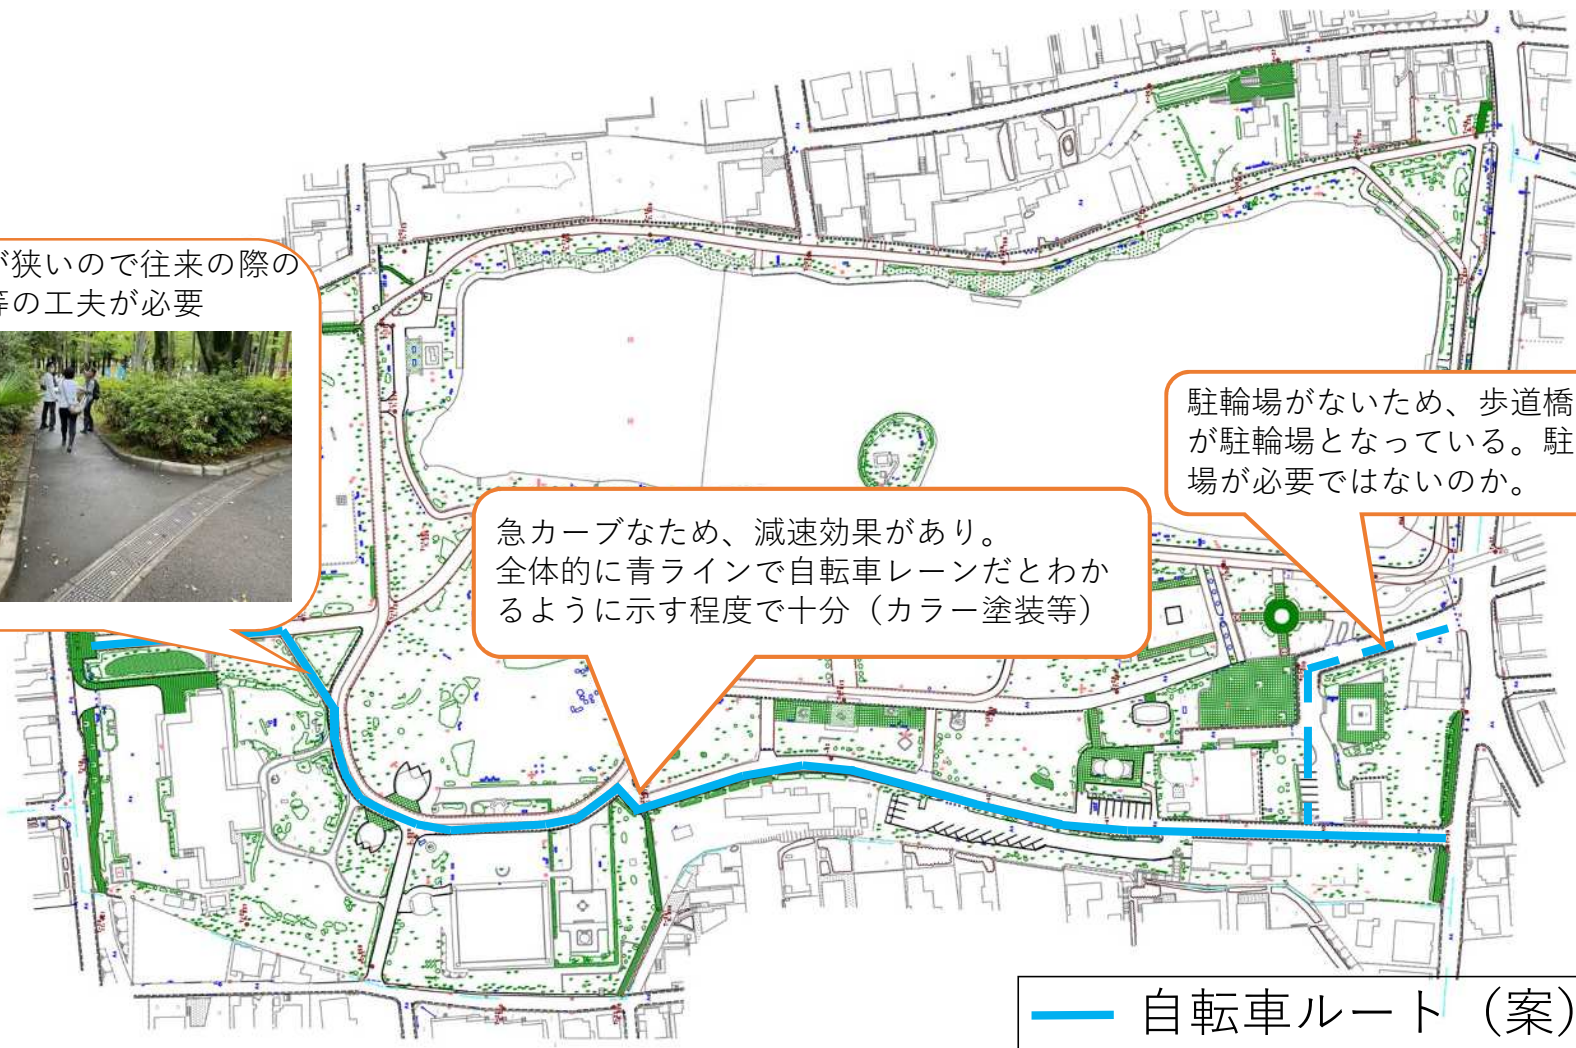 が狭いので往来の際の
等の工夫が必要
駐輪場がないため、歩道橋
が駐輪場となっている。駐
場が必要ではないのか。
急カーブなため、減速効果があり。
全体的に青ラインで自転車レーンだとわか
るように示す程度で十分（カラー塗装等）
自転車ルート（案）